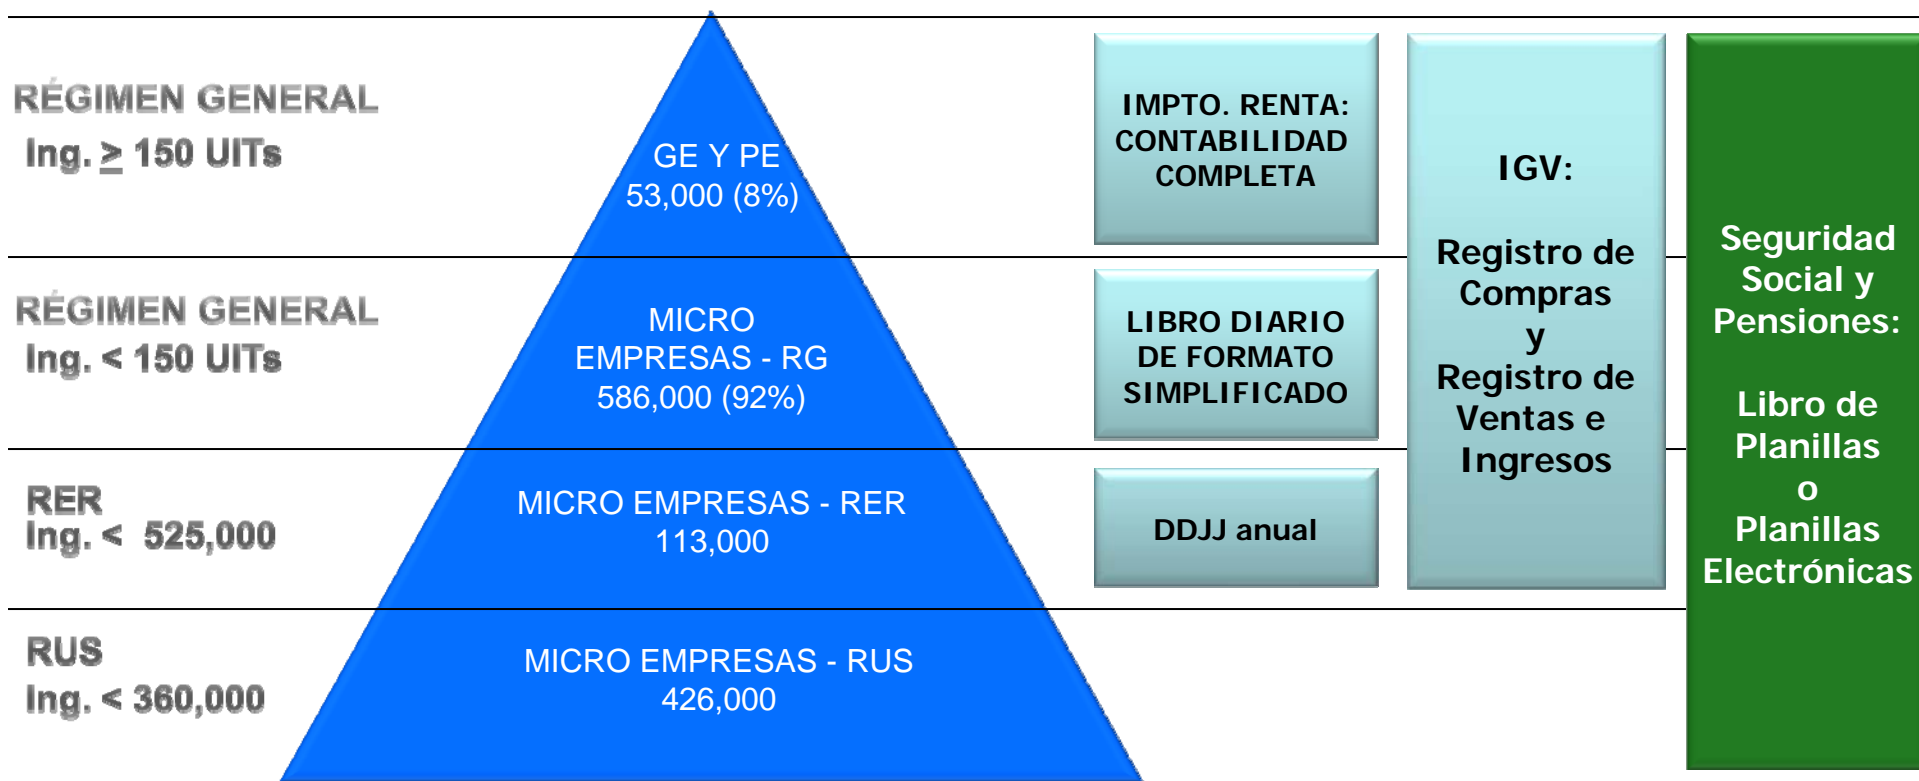 RÉGIMEN GENERAL
Ing. ≥ 150 UITs
GE Y PE
53,000 (8%)
IMPTO. RENTA:
CONTABILIDAD
COMPLETA
RÉGIMEN GENERAL
Ing. < 150 UITs
MICRO
EMPRESAS - RG
586,000 (92%)
LIBRO DIARIO
DE FORMATO
SIMPLIFICADO
RER
Ing. < 525,000
MICRO EMPRESAS - RER
113,000
DDJJ anual
RUS
Ing. < 360,000
MICRO EMPRESAS - RUS
426,000
IGV:
Registro de
Compras
y
Registro de
Ventas e
Ingresos
Seguridad
Social y
Pensiones:
Libro de
Planillas
o
Planillas
Electrónicas